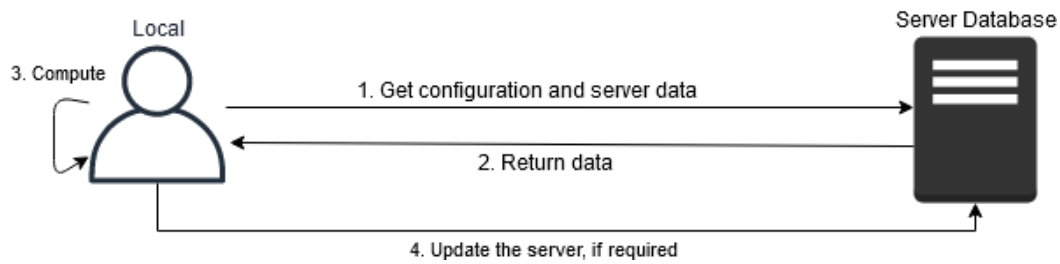 Local
Server Database
3. Compute
1. Get configuration and server data
2. Return data
4. Update the server, if required